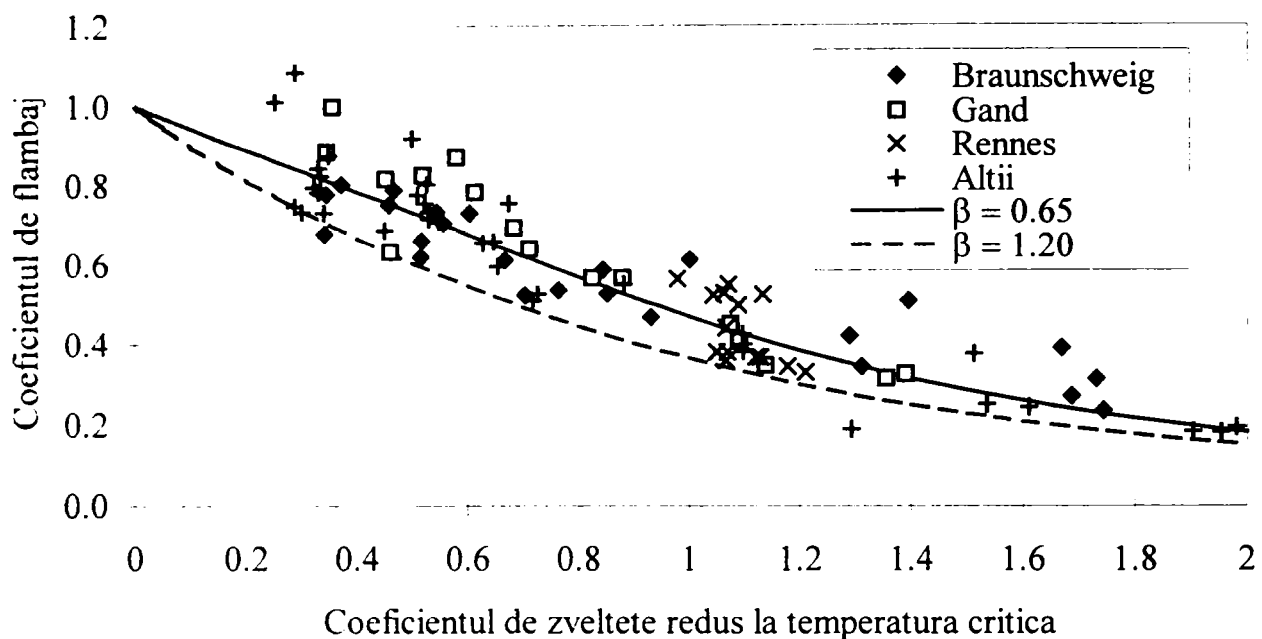 1.2
1.0
0.8
0.6
0.4
0.2
0.0
Coeficientul de flambaj
Braunschweig
Gand
Rennes
Altii
β = 0.65
β = 1.20
0 0.2 0.4 0.6 0.8 1 1.2 1.4 1.6 1.8 2
Coeficientul de zveltete redus la temperatura critica